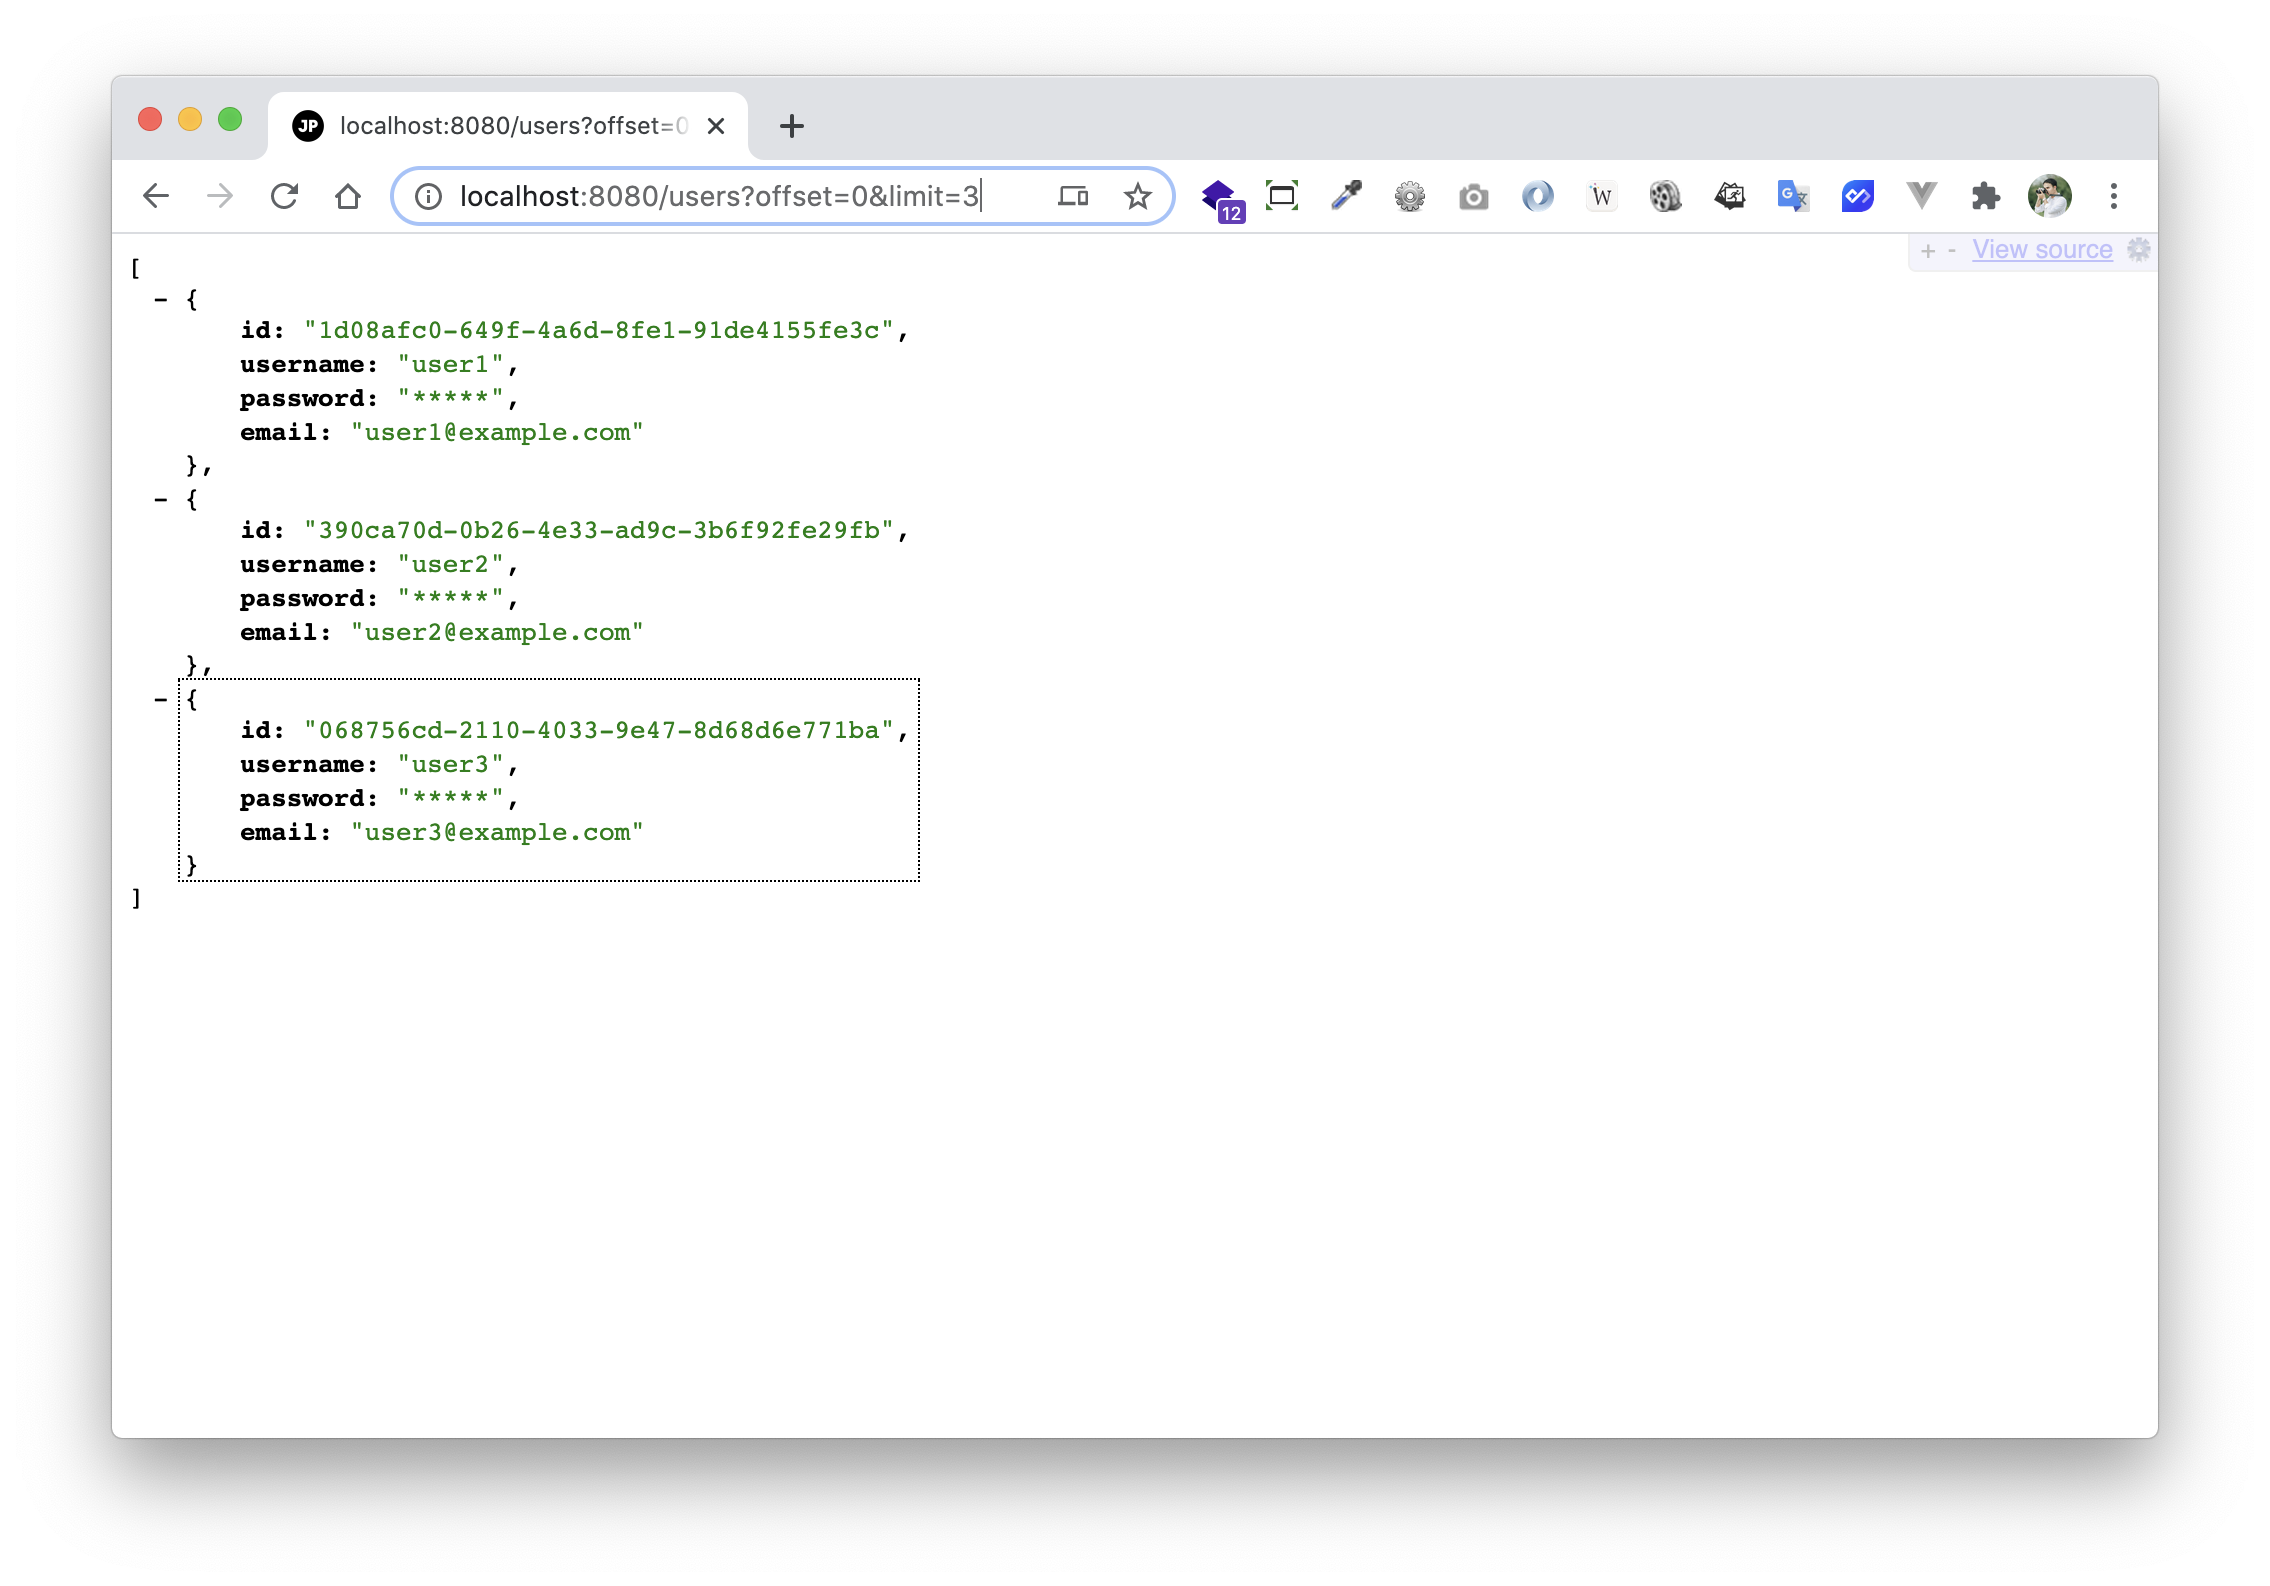 JP localhost:8080/users?offset=0
localhost:8080/users?offset=0&limit=3
12
W
G
+ - View source
[
- {
id: "1d08afc0-649f-4a6d-8fe1-91de4155fe3c",
username: "user1",
password: "*****",
email: "user1@example.com"
},
- {
id: "390ca70d-0b26-4e33-ad9c-3b6f92fe29fb",
username: "user2",
password: "*****",
email: "user2@example.com"
},
- {
id: "068756cd-2110-4033-9e47-8d68d6e771ba",
username: "user3",
password: "*****",
email: "user3@example.com"
}
]